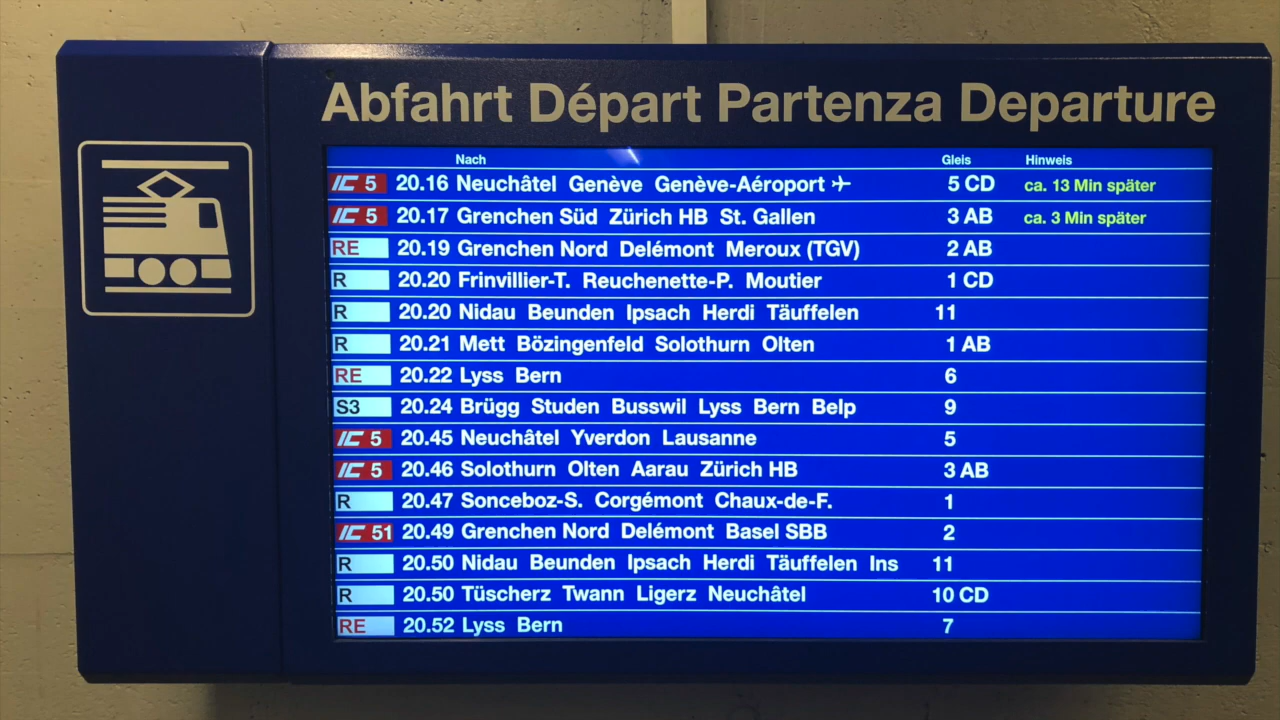 Abfahrt Départ Partenza Departure
Nach Gleis Hinweis
IC 5 20.16 Neuchâtel Genève Genève-Aéroport 5 CD ca. 13 Min später
IC 5 20.17 Grenchen Süd Zürich HB St. Gallen 3 AB ca. 3 Min später
RE 20.19 Grenchen Nord Delémont Meroux (TGV) 2 AB
R 20.20 Frinvillier-T. Reuchenette-P. Moutier 1 CD
R 20.20 Nidau Beunden Ipsach Herdi Täuffelen 11
R 20.21 Mett Bözingenfeld Solothurn Olten 1 AB
RE 20.22 Lyss Bern 6
S3 20.24 Brügg Studen Busswil Lyss Bern Belp 9
IC 5 20.45 Neuchâtel Yverdon Lausanne 5
IC 5 20.46 Solothurn Olten Aarau Zürich HB 3 AB
R 20.47 Sonceboz-S. Corgémont Chaux-de-F. 1
IC 51 20.49 Grenchen Nord Delémont Basel SBB 2
R 20.50 Nidau Beunden Ipsach Herdi Täuffelen Ins 11
R 20.50 Tüscherz Twann Ligerz Neuchâtel 10 CD
RE 20.52 Lyss Bern 7